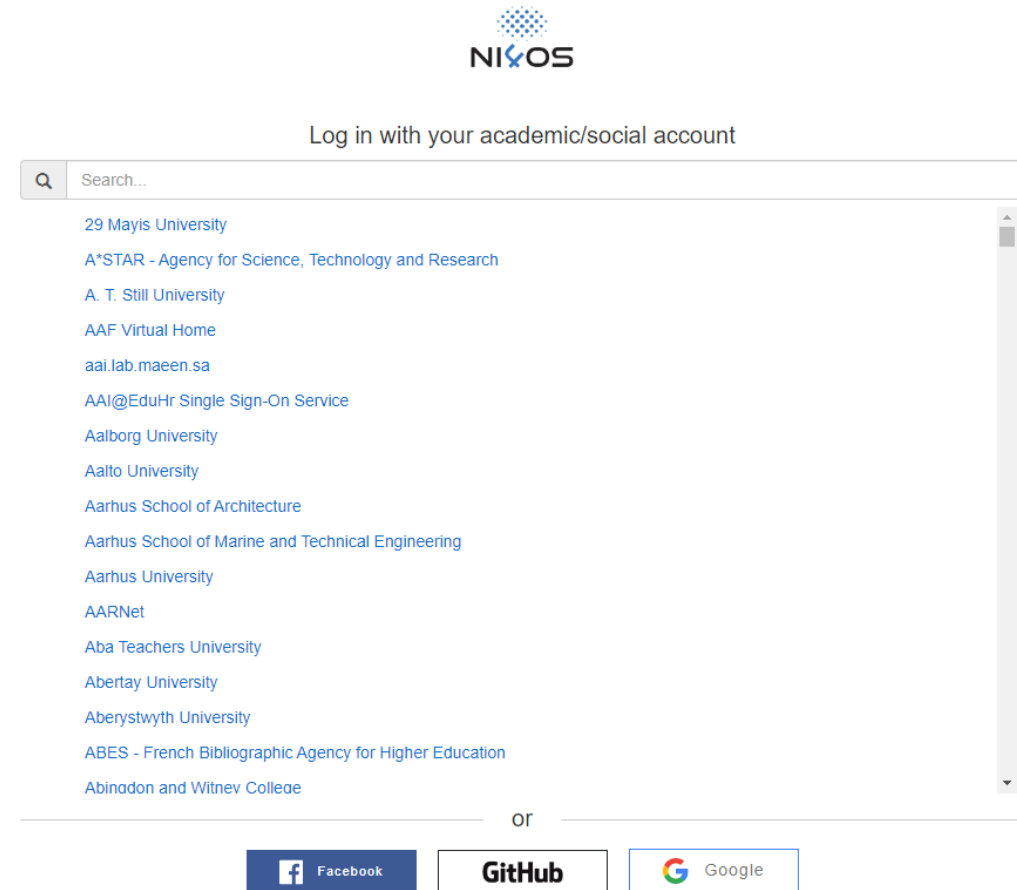 NI4OS
Log in with your academic/social account
Search...
29 Mayis University
A*STAR - Agency for Science, Technology and Research
A. T. Still University
AAF Virtual Home
aai.lab.maeen.sa
AAI@EduHr Single Sign-On Service
Aalborg University
Aalto University
Aarhus School of Architecture
Aarhus School of Marine and Technical Engineering
Aarhus University
AARNet
Aba Teachers University
Abertay University
Aberystwyth University
ABES - French Bibliographic Agency for Higher Education
Abingdon and Witney College
or
Facebook GitHub Google